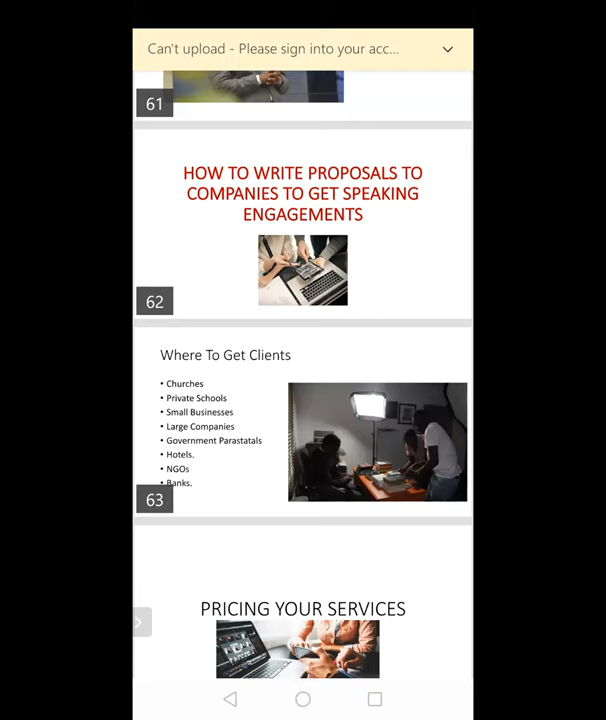 Can't upload - Please sign into your acc...
61
HOW TO WRITE PROPOSALS TO
COMPANIES TO GET SPEAKING
ENGAGEMENTS
62
Where To Get Clients
• Churches
• Private Schools
• Small Businesses
• Large Companies
• Government Parastatals
• Hotels.
• NGOs
• Banks.
63
PRICING YOUR SERVICES